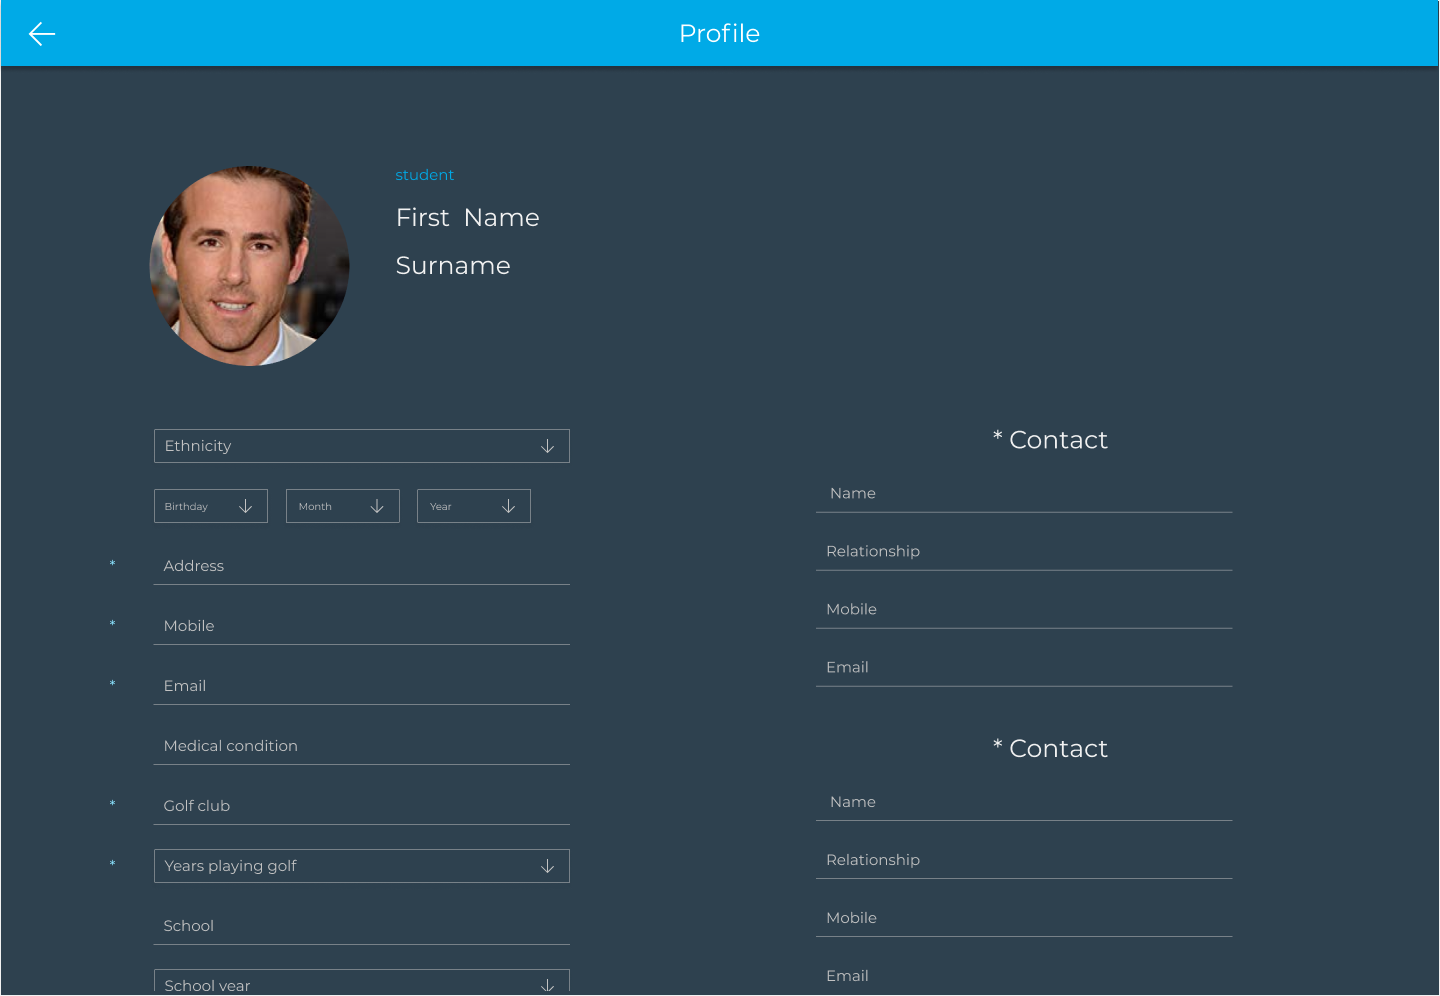 Profile
student
First Name
Surname
Ethnicity
Birthday Month Year
* Address
* Mobile
* Email
Medical condition
* Golf club
* Years playing golf
School
School year
* Contact
Name
Relationship
Mobile
Email
* Contact
Name
Relationship
Mobile
Email